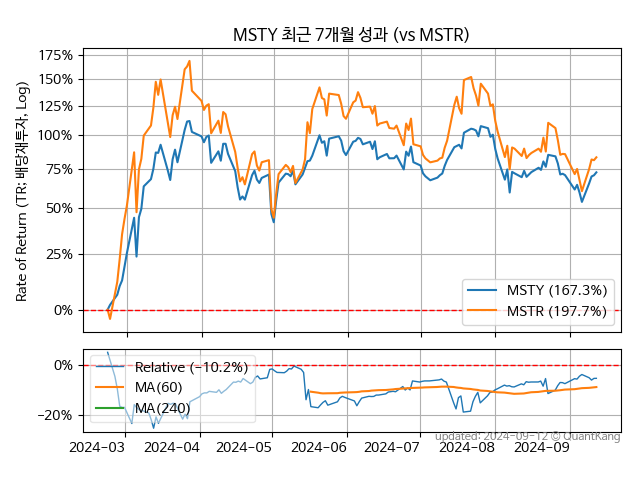 MSTY 최근 7개월 성과 (vs MSTR)
Rate of Return (TR: 배당재투자, Log)
175%
150%
125%
100%
75%
50%
25%
0%
MSTY (167.3%)
MSTR (197.7%)
0%
−20%
Relative (−10.2%)
MA(60)
MA(240)
updated: 2024-09-12 © QuantKang
2024-03 2024-04 2024-05 2024-06 2024-07 2024-08 2024-09